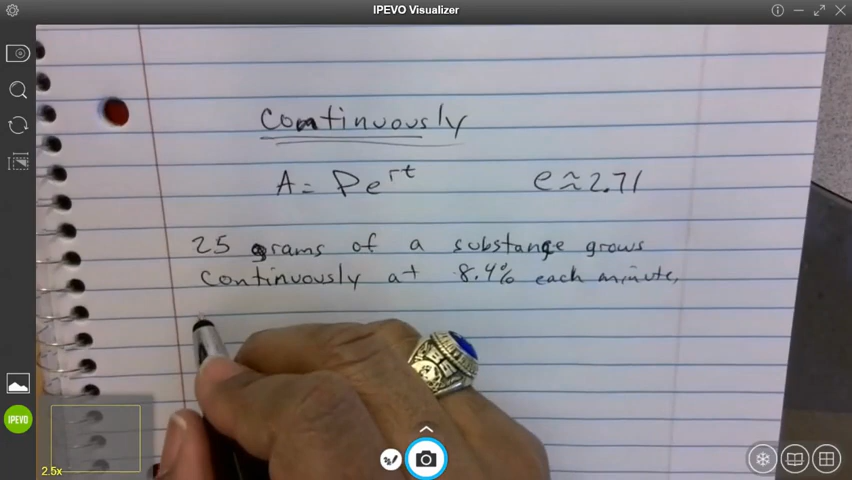 IPEVO Visualizer
Continuously
A = Pe^rt e ≈ 2.71
25 grams of a substance grows
continuously at 8.4% each minute,
IPEVO
2.5x